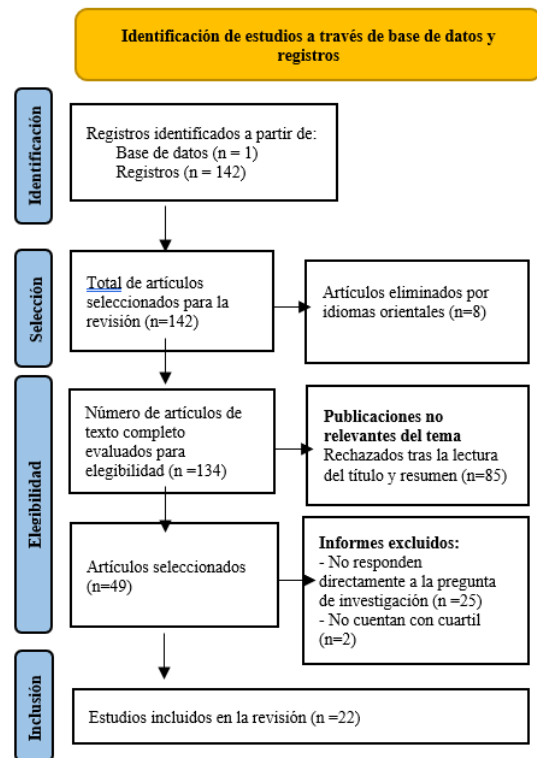 Identificación de estudios a través de base de datos y
registros
Identificación
Registros identificados a partir de:
Base de datos (n = 1)
Registros (n = 142)
Selección
Total de artículos
seleccionados para la
revisión (n=142)
Artículos eliminados por
idiomas orientales (n=8)
Elegibilidad
Número de artículos de
texto completo
evaluados para
elegibilidad (n =134)
Publicaciones no
relevantes del tema
Rechazados tras la lectura
del título y resumen (n=85)
Artículos seleccionados
(n=49)
Informes excluidos:
- No responden
directamente a la pregunta
de investigación (n =25)
- No cuentan con cuartil
(n=2)
Inclusión
Estudios incluidos en la revisión (n =22)